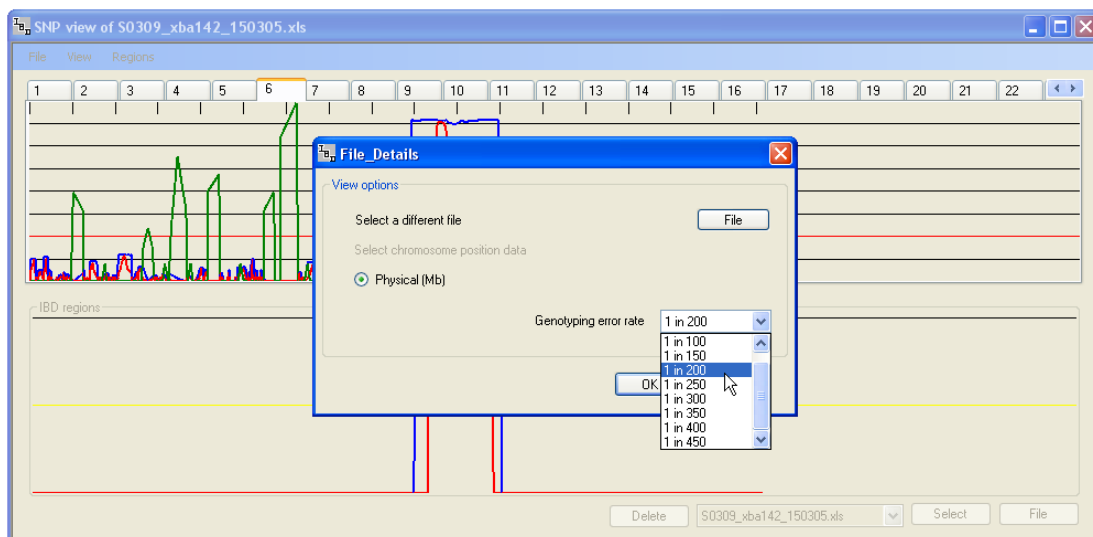 SNP view of S0309_xba142_150305.xls
File View Regions
1 2 3 4 5 6 7 8 9 10 11 12 13 14 15 16 17 18 19 20 21 22
File_Details
View options
Select a different file File
Select chromosome position data
Physical (Mb)
Genotyping error rate 1 in 200
1 in 100
1 in 150
1 in 200
OK 1 in 250
1 in 300
1 in 350
1 in 400
1 in 450
IBD regions
Delete S0309_xba142_150305.xls Select File